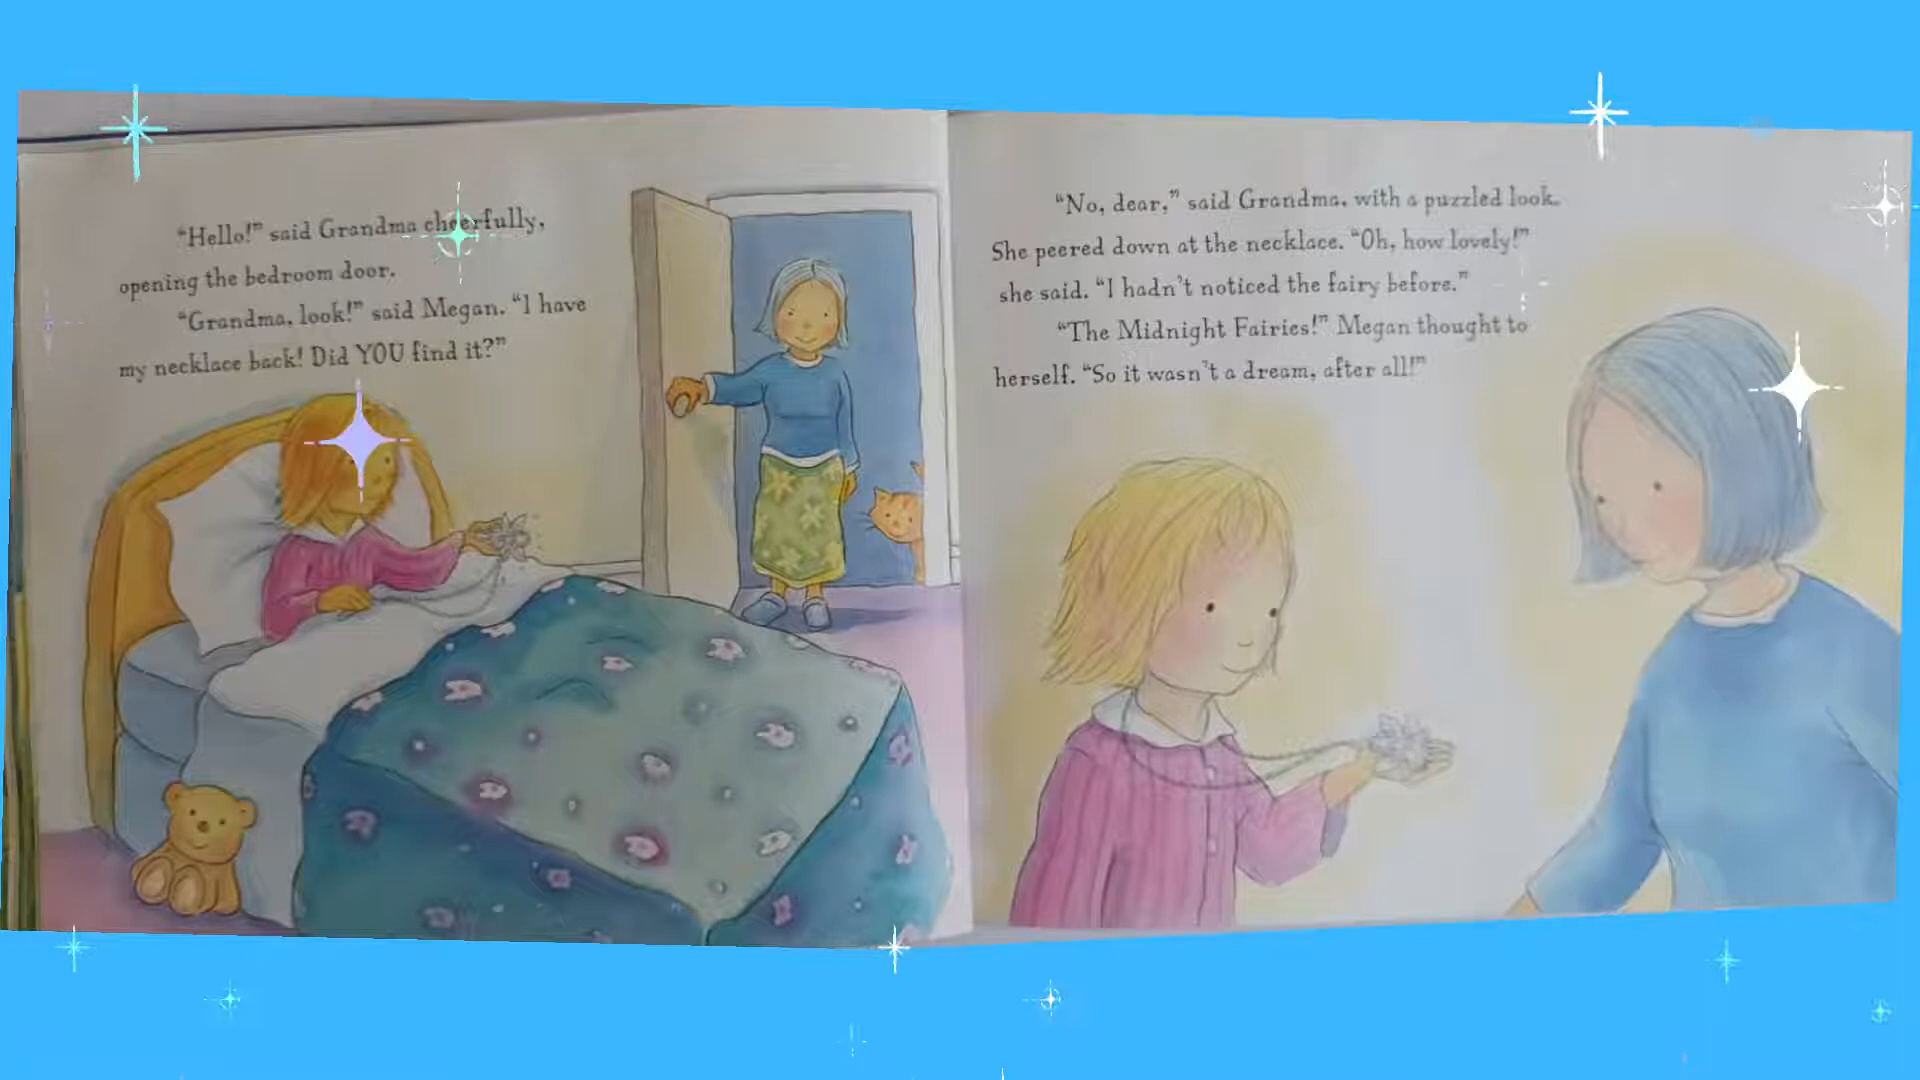 “Hello!” said Grandma cheerfully,
opening the bedroom door.
“Grandma, look!” said Megan. “I have
my necklace back! Did YOU find it?”
“No, dear,” said Grandma, with a puzzled look.
She peered down at the necklace. “Oh, how lovely!”
she said. “I hadn’t noticed the fairy before.”
“The Midnight Fairies!” Megan thought to
herself. “So it wasn’t a dream, after all!”